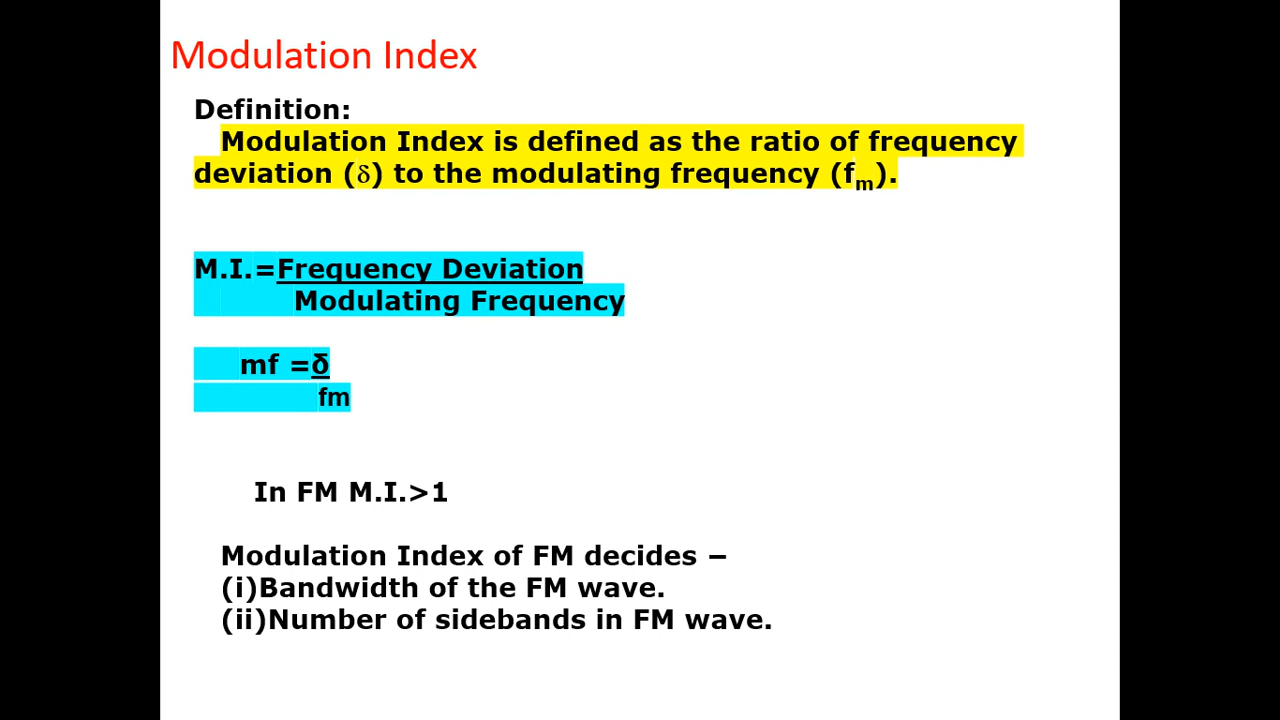 Modulation Index
Definition:
Modulation Index is defined as the ratio of frequency
deviation (δ) to the modulating frequency (fm).
M.I.=Frequency Deviation
Modulating Frequency
mf =δ
fm
In FM M.I.>1
Modulation Index of FM decides –
(i)Bandwidth of the FM wave.
(ii)Number of sidebands in FM wave.